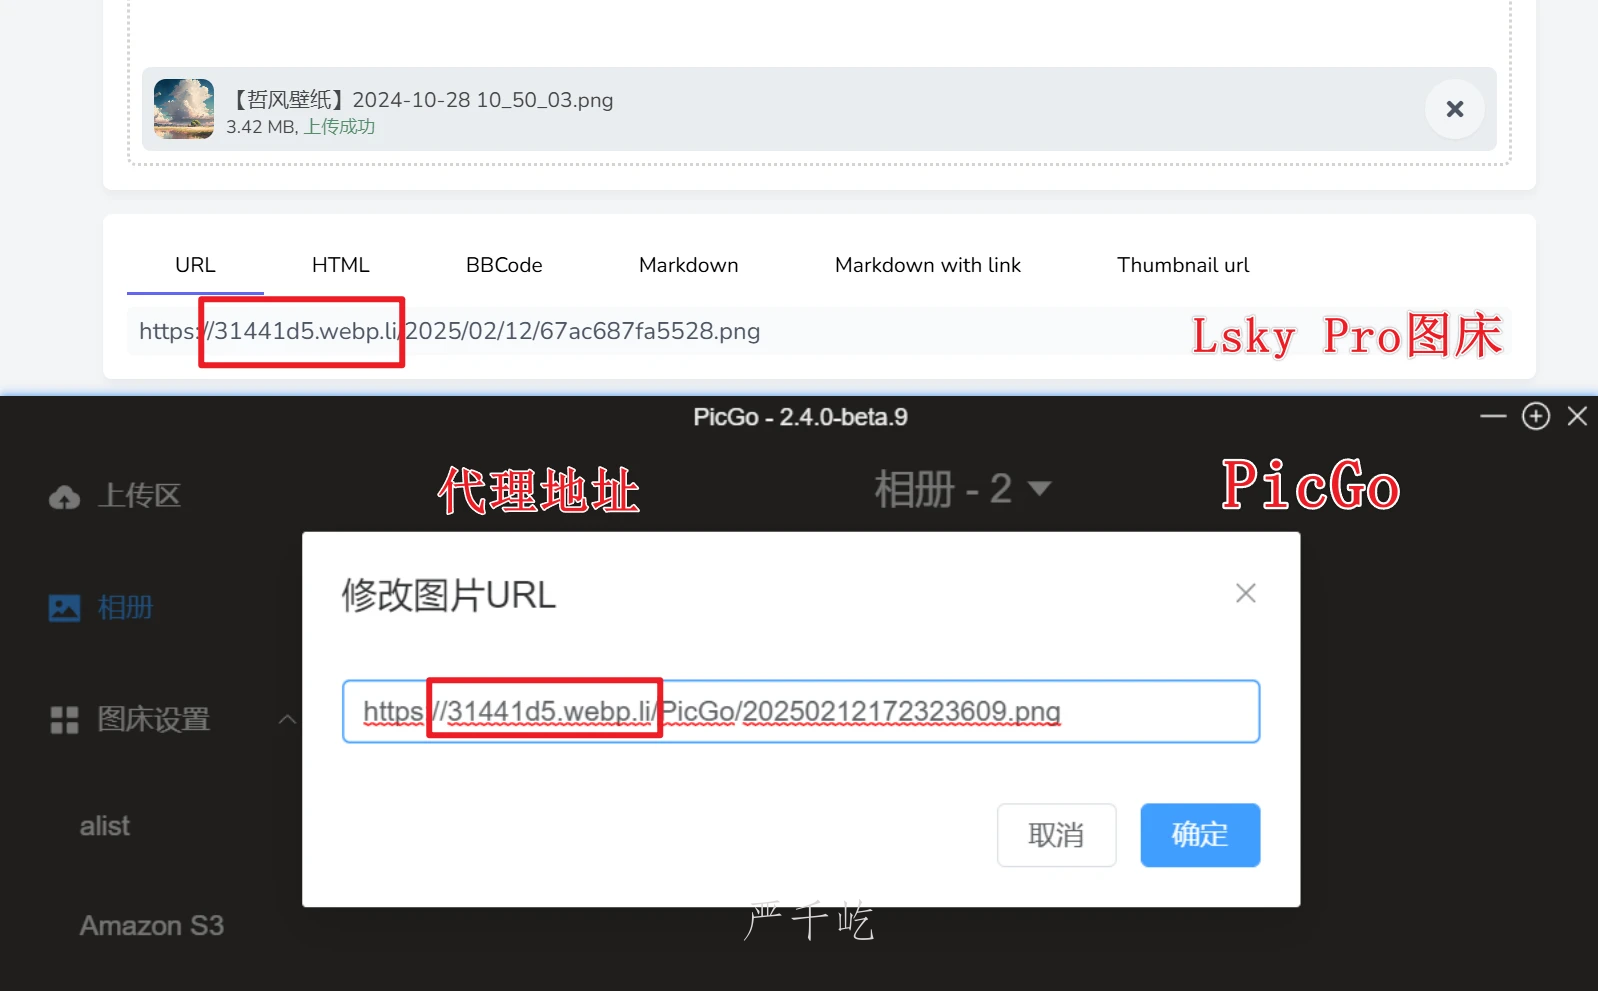 【哲风壁纸】2024-10-28 10_50_03.png
3.42 MB, 上传成功
URL HTML BBCode Markdown Markdown with link Thumbnail url
https://31441d5.webp.li/2025/02/12/67ac687fa5528.png
Lsky Pro图床
PicGo - 2.4.0-beta.9
上传区
代理地址
相册 - 2
PicGo
修改图片URL
相册
https://31441d5.webp.li/PicGo/20250212172323609.png
图床设置
alist
取消 确定
Amazon S3
严千屹